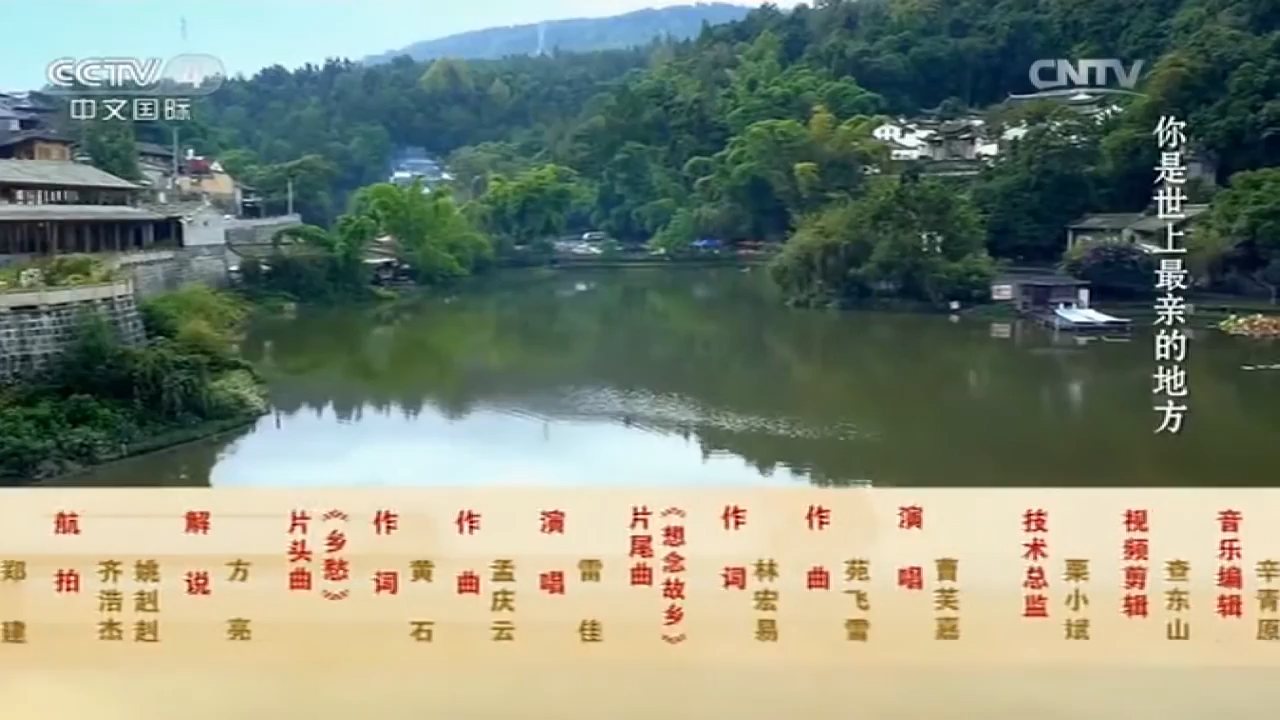 CCTV 4
中文国际
CNTV
你是世上最亲的地方
郑建
航拍
齐浩杰
姚赳赳
解说
方亮
片头曲
《乡愁》
作词
黄石
作曲
孟庆云
演唱
雷佳
片尾曲
《想念故乡》
作词
林宏易
作曲
苑飞雪
演唱
曹芙嘉
技术总监
栗小斌
视频剪辑
查东山
音乐编辑
辛青原